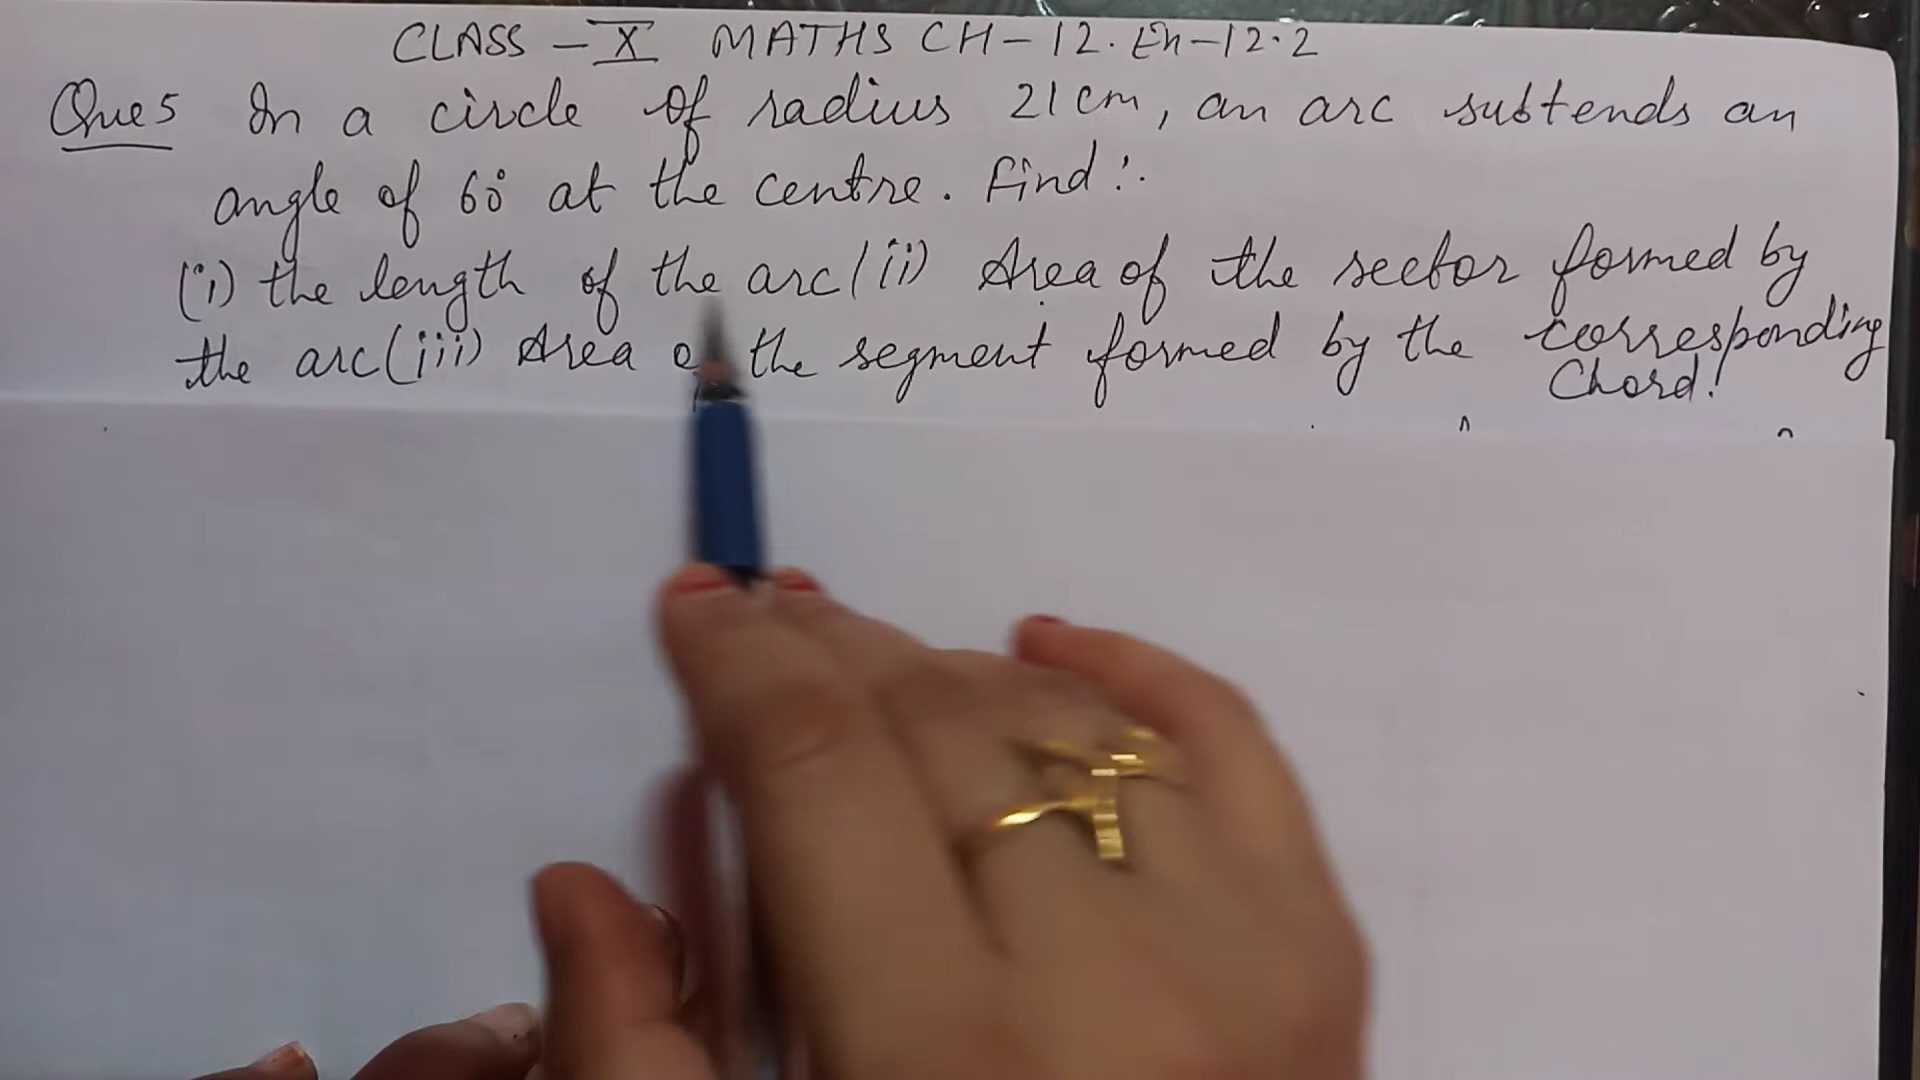 CLASS - X MATHS CH-12. Ex-12.2
Ques 5 In a circle of radius 21cm, an arc subtends an
angle of 60° at the centre. Find :.
(i) the length of the arc (ii) Area of the sector formed by
the arc (iii) Area of the segment formed by the corresponding
Chord!